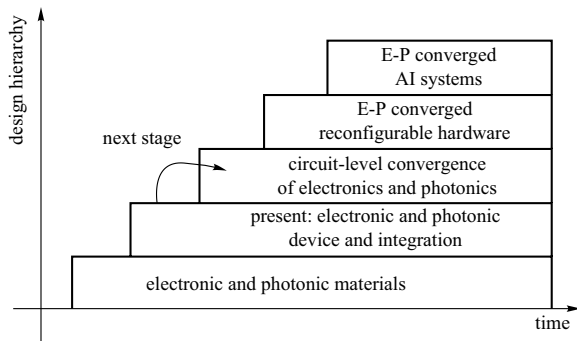 design hierarchy
E-P converged
AI systems
E-P converged
reconfigurable hardware
next stage
circuit-level convergence
of electronics and photonics
present: electronic and photonic
device and integration
electronic and photonic materials
time